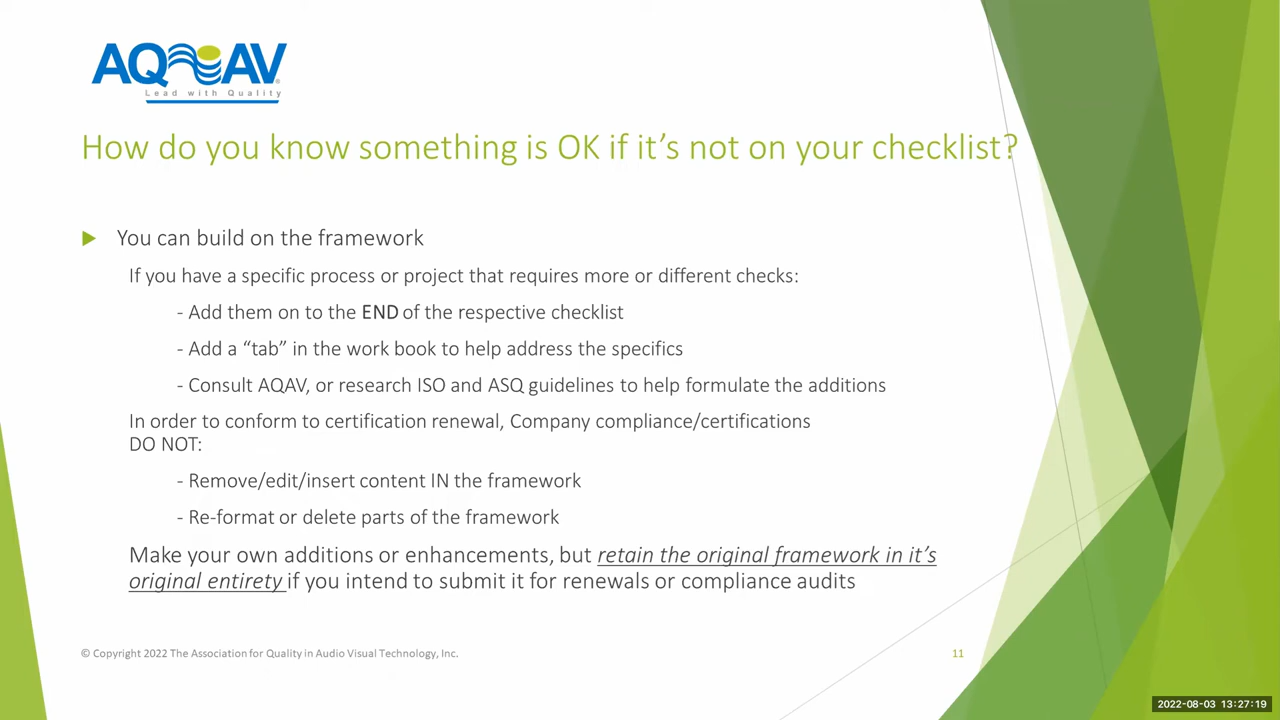 AQAV
Lead with Quality
How do you know something is OK if it's not on your checklist?
You can build on the framework
If you have a specific process or project that requires more or different checks:
- Add them on to the END of the respective checklist
- Add a “tab” in the work book to help address the specifics
- Consult AQAV, or research ISO and ASQ guidelines to help formulate the additions
In order to conform to certification renewal, Company compliance/certifications
DO NOT:
- Remove/edit/insert content IN the framework
- Re-format or delete parts of the framework
Make your own additions or enhancements, but retain the original framework in it's
original entirety if you intend to submit it for renewals or compliance audits
© Copyright 2022 The Association for Quality in Audio Visual Technology, Inc.
11
2022-08-03 13:27:19